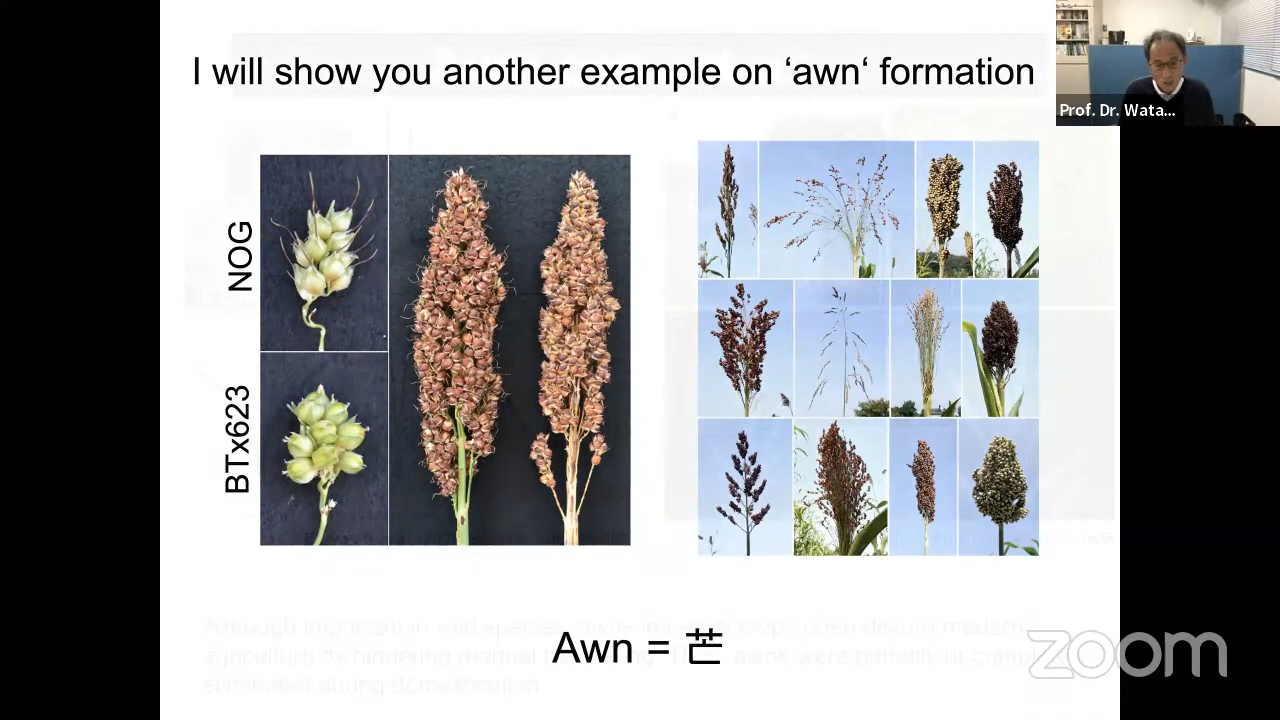 I will show you another example on ‘awn‘ formation
Prof. Dr. Wata...
NOG
BTx623
Awn = 芒
zoom